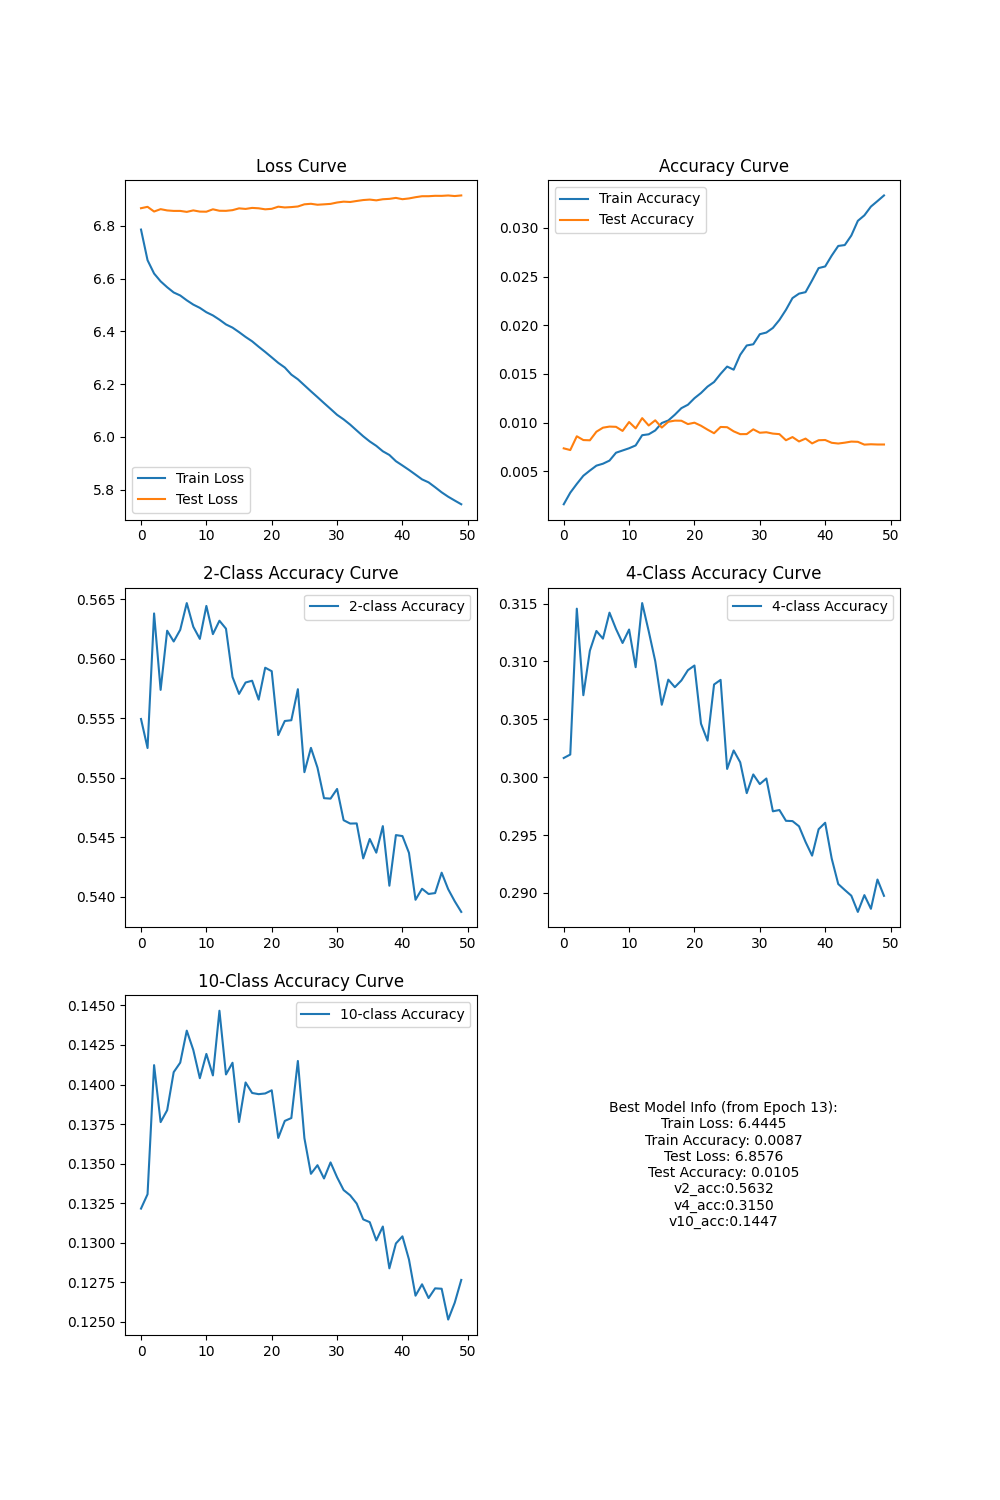 Loss Curve
6.8
6.6
6.4
6.2
6.0
5.8
Train Loss
Test Loss
0 10 20 30 40 50
Accuracy Curve
Train Accuracy
Test Accuracy
0.030
0.025
0.020
0.015
0.010
0.005
0 10 20 30 40 50
2-Class Accuracy Curve
2-class Accuracy
0.565
0.560
0.555
0.550
0.545
0.540
0 10 20 30 40 50
4-Class Accuracy Curve
4-class Accuracy
0.315
0.310
0.305
0.300
0.295
0.290
0 10 20 30 40 50
10-Class Accuracy Curve
10-class Accuracy
0.1450
0.1425
0.1400
0.1375
0.1350
0.1325
0.1300
0.1275
0.1250
0 10 20 30 40 50
Best Model Info (from Epoch 13):
Train Loss: 6.4445
Train Accuracy: 0.0087
Test Loss: 6.8576
Test Accuracy: 0.0105
v2_acc:0.5632
v4_acc:0.3150
v10_acc:0.1447